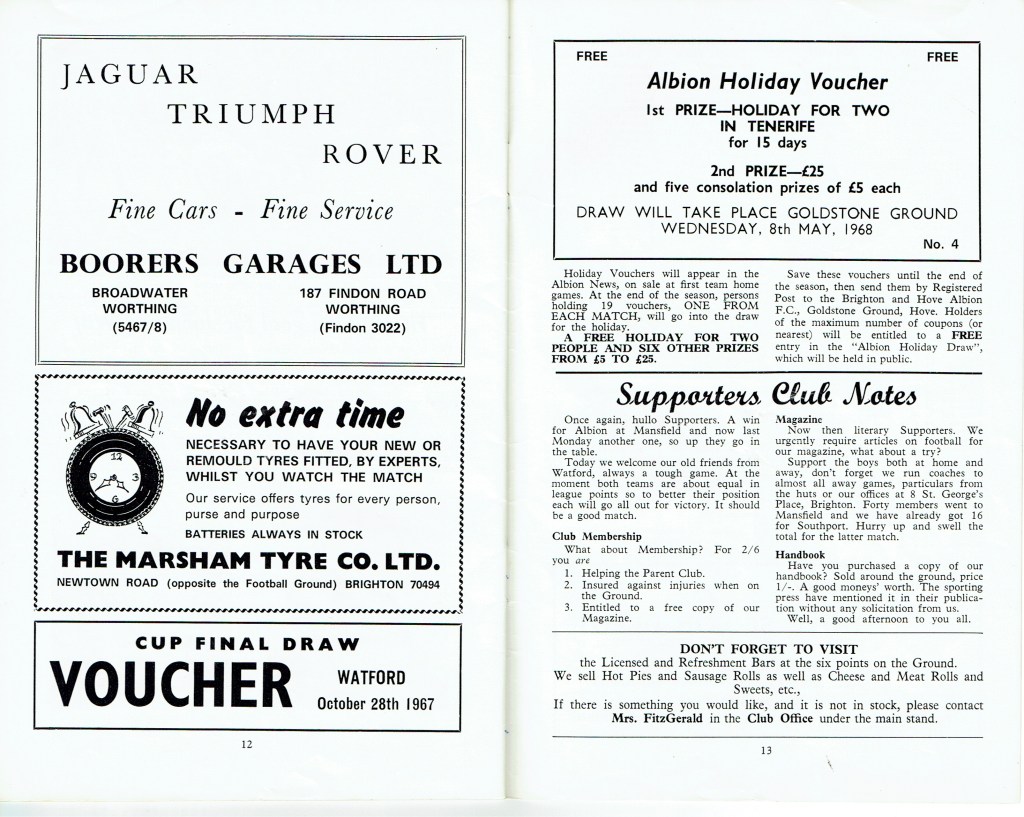 JAGUAR
TRIUMPH
ROVER
Fine Cars - Fine Service
BOORERS GARAGES LTD
BROADWATER
WORTHING
(5467/8)
187 FINDON ROAD
WORTHING
(Findon 3022)
12
9
3
6
No extra time
NECESSARY TO HAVE YOUR NEW OR
REMOULD TYRES FITTED, BY EXPERTS,
WHILST YOU WATCH THE MATCH
Our service offers tyres for every person,
purse and purpose
BATTERIES ALWAYS IN STOCK
THE MARSHAM TYRE CO. LTD.
NEWTOWN ROAD (opposite the Football Ground) BRIGHTON 70494
CUP FINAL DRAW
VOUCHER
WATFORD
October 28th 1967
12
FREE FREE
Albion Holiday Voucher
1st PRIZE—HOLIDAY FOR TWO
IN TENERIFE
for 15 days
2nd PRIZE—£25
and five consolation prizes of £5 each
DRAW WILL TAKE PLACE GOLDSTONE GROUND
WEDNESDAY, 8th MAY, 1968
No. 4
Holiday Vouchers will appear in the
Albion News, on sale at first team home
games. At the end of the season, persons
holding 19 vouchers, ONE FROM
EACH MATCH, will go into the draw
for the holiday.
A FREE HOLIDAY FOR TWO
PEOPLE AND SIX OTHER PRIZES
FROM £5 TO £25.
Save these vouchers until the end of
the season, then send them by Registered
Post to the Brighton and Hove Albion
F.C., Goldstone Ground, Hove. Holders
of the maximum number of coupons (or
nearest) will be entitled to a FREE
entry in the "Albion Holiday Draw",
which will be held in public.
Supporters Club Notes
Once again, hullo Supporters. A win
for Albion at Mansfield and now last
Monday another one, so up they go in
the table.
Today we welcome our old friends from
Watford, always a tough game. At the
moment both teams are about equal in
league points so to better their position
each will go all out for victory. It should
be a good match.
Club Membership
What about Membership? For 2/6
you are
1. Helping the Parent Club.
2. Insured against injuries when on
the Ground.
3. Entitled to a free copy of our
Magazine.
Magazine
Now then literary Supporters. We
urgently require articles on football for
our magazine, what about a try?
Support the boys both at home and
away, don't forget we run coaches to
almost all away games, particulars from
the huts or our offices at 8 St. George's
Place, Brighton. Forty members went to
Mansfield and we have already got 16
for Southport. Hurry up and swell the
total for the latter match.
Handbook
Have you purchased a copy of our
handbook? Sold around the ground, price
1/-. A good moneys' worth. The sporting
press have mentioned it in their publica-
tion without any solicitation from us.
Well, a good afternoon to you all.
DON'T FORGET TO VISIT
the Licensed and Refreshment Bars at the six points on the Ground.
We sell Hot Pies and Sausage Rolls as well as Cheese and Meat Rolls and
Sweets, etc.,
If there is something you would like, and it is not in stock, please contact
Mrs. FitzGerald in the Club Office under the main stand.
13